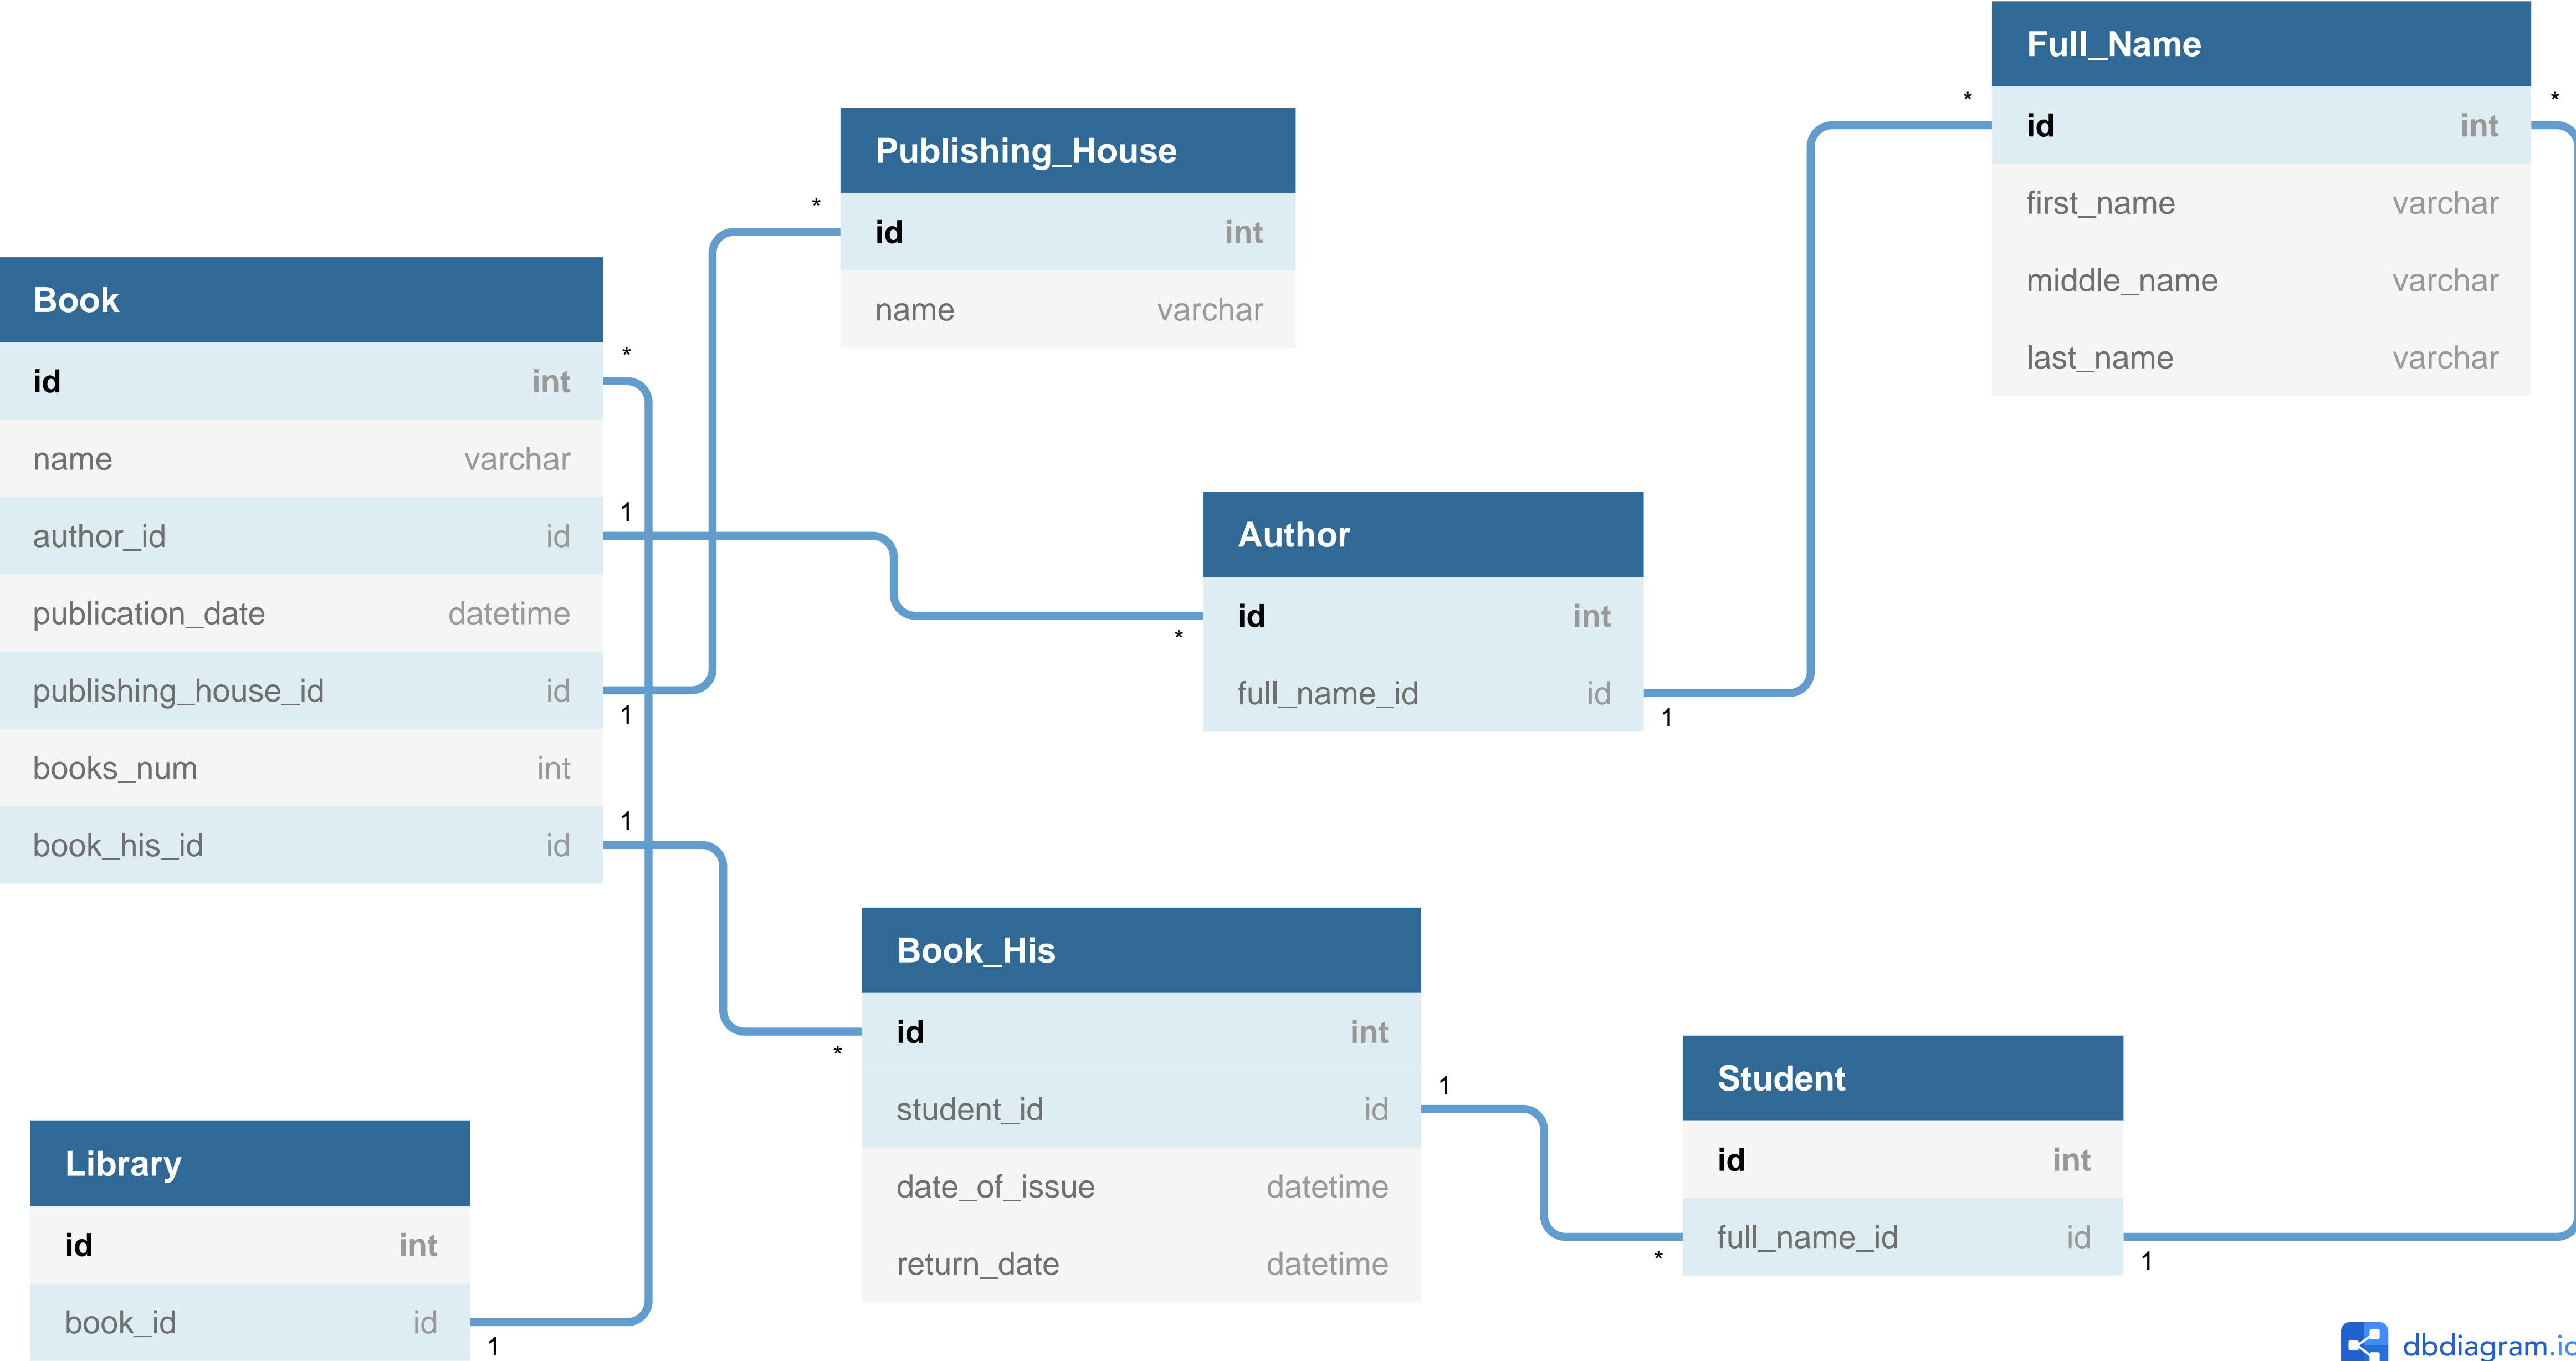 Full_Name
*
*
id int
first_name varchar
middle_name varchar
last_name varchar
Publishing_House
*
id int
name varchar
Book
*
id int
name varchar
1
author_id id
publication_date datetime
publishing_house_id id
1
books_num int
1
book_his_id id
Author
id int
*
full_name_id id
1
Book_His
id int
*
1
student_id id
date_of_issue datetime
return_date datetime
Student
id int
full_name_id id
*
1
Library
id int
book_id id
1
dbdiagram.io